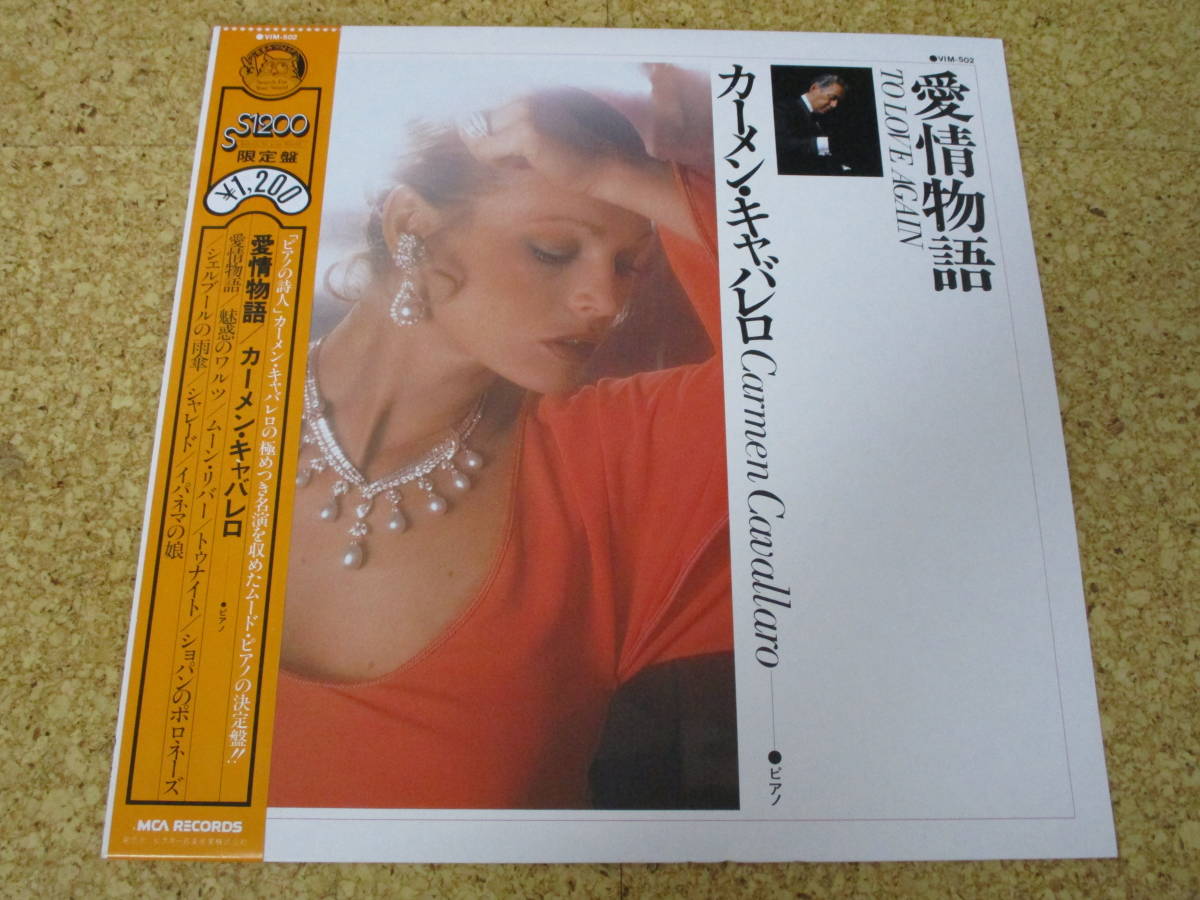 ●VIM-502
Search For
Your Sound
S S1200
限定盤
¥1,200
「ピアノの詩人」カーメン・キャバレロの極めつき名演を収めたムード・ピアノの決定盤!!
愛情物語/カーメン・キャバレロ
●ピアノ
愛情物語/魅惑のワルツ/ムーン・リバー/トゥナイト/ショパンのポロネーズ
/シェルブールの雨傘/シャレード/イパネマの娘
MCA RECORDS
●VIM-502
愛情物語
TO LOVE AGAIN
カーメン・キャバレロ
Carmen Cavallaro
●ピアノ